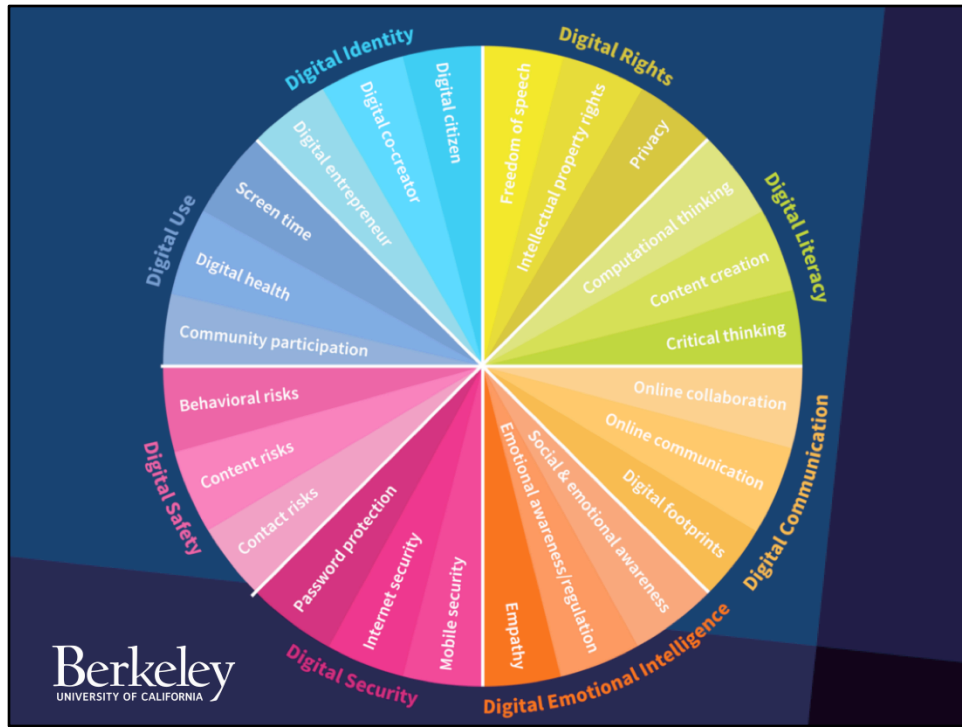 Digital Identity
Digital entrepreneur
Digital co-creator
Digital citizen
Digital Rights
Freedom of speech
Intellectual property rights
Privacy
Digital Literacy
Computational thinking
Content creation
Critical thinking
Digital Communication
Online collaboration
Online communication
Digital footprints
Digital Emotional Intelligence
Social & emotional awareness
Emotional awareness/regulation
Empathy
Digital Security
Mobile security
Internet security
Password protection
Digital Safety
Contact risks
Content risks
Behavioral risks
Digital Use
Community participation
Digital health
Screen time
Berkeley
UNIVERSITY OF CALIFORNIA